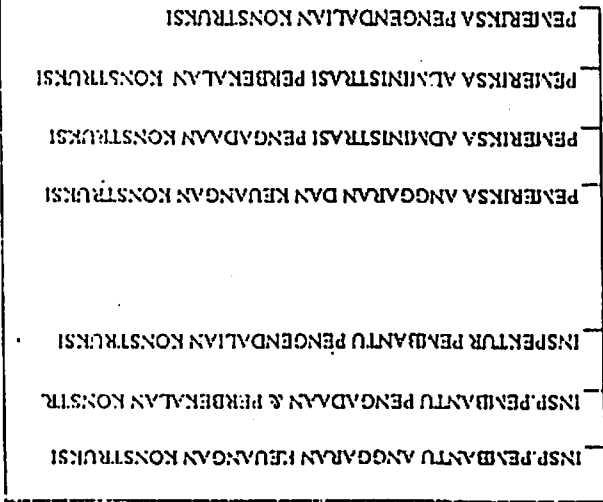 INSP.PEMBANTU ANGGARAN KEUANGAN KONSTRUKSI
INSP.PEMBANTU PENGADAAN & PERBEKALAN KONSTR.
INSPEKTUR PEMBANTU PENGENDALIAN KONSTRUKSI
PEMERIKSA ANGGARAN DAN KEUANGAN KONSTRUKSI
PEMERIKSA ADMINISTRASI PENGADAAN KONSTRUKSI
PEMERIKSA ADMINISTRASI PERBEKALAN KONSTRUKSI
PEMERIKSA PENGENDALIAN KONSTRUKSI